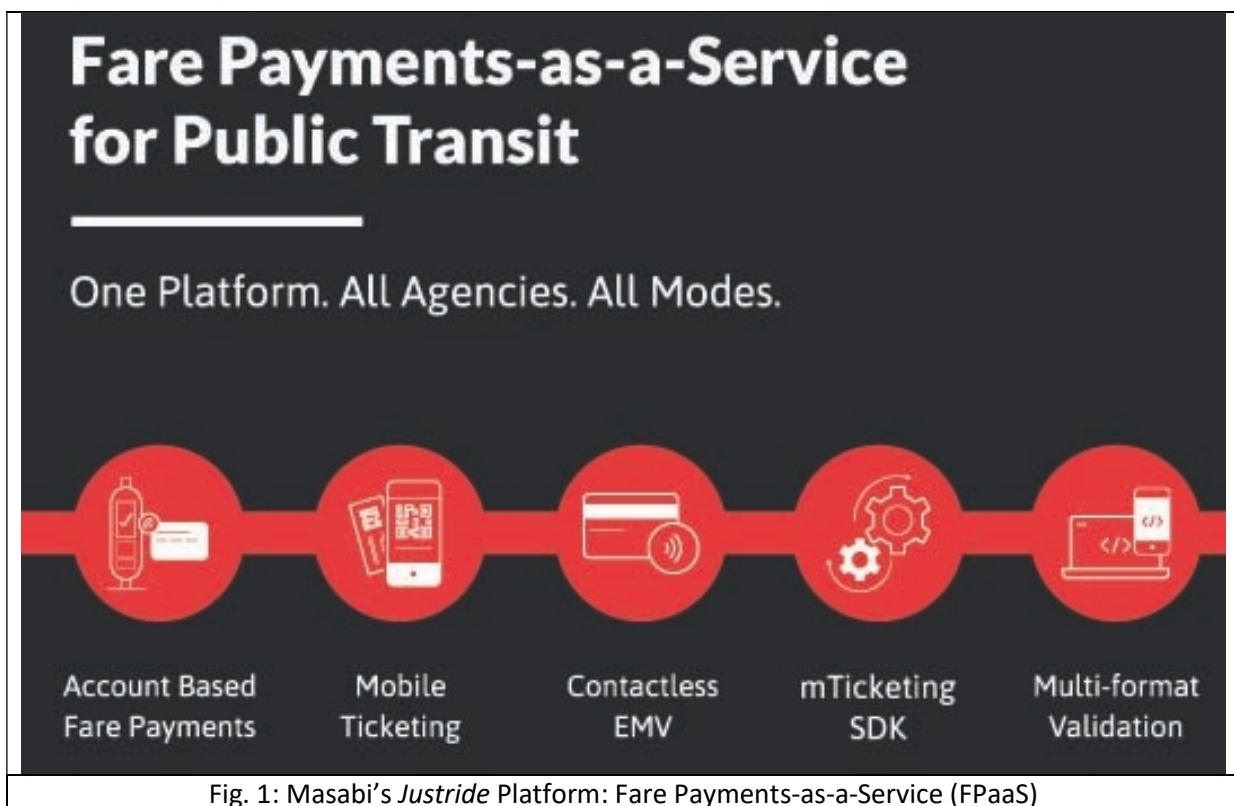 Fare Payments-as-a-Service
for Public Transit
One Platform. All Agencies. All Modes.
Account Based
Fare Payments
Mobile
Ticketing
Contactless
EMV
mTicketing
SDK
Multi-format
Validation
</>
</>
Fig. 1: Masabi’s Justride Platform: Fare Payments-as-a-Service (FPaaS)